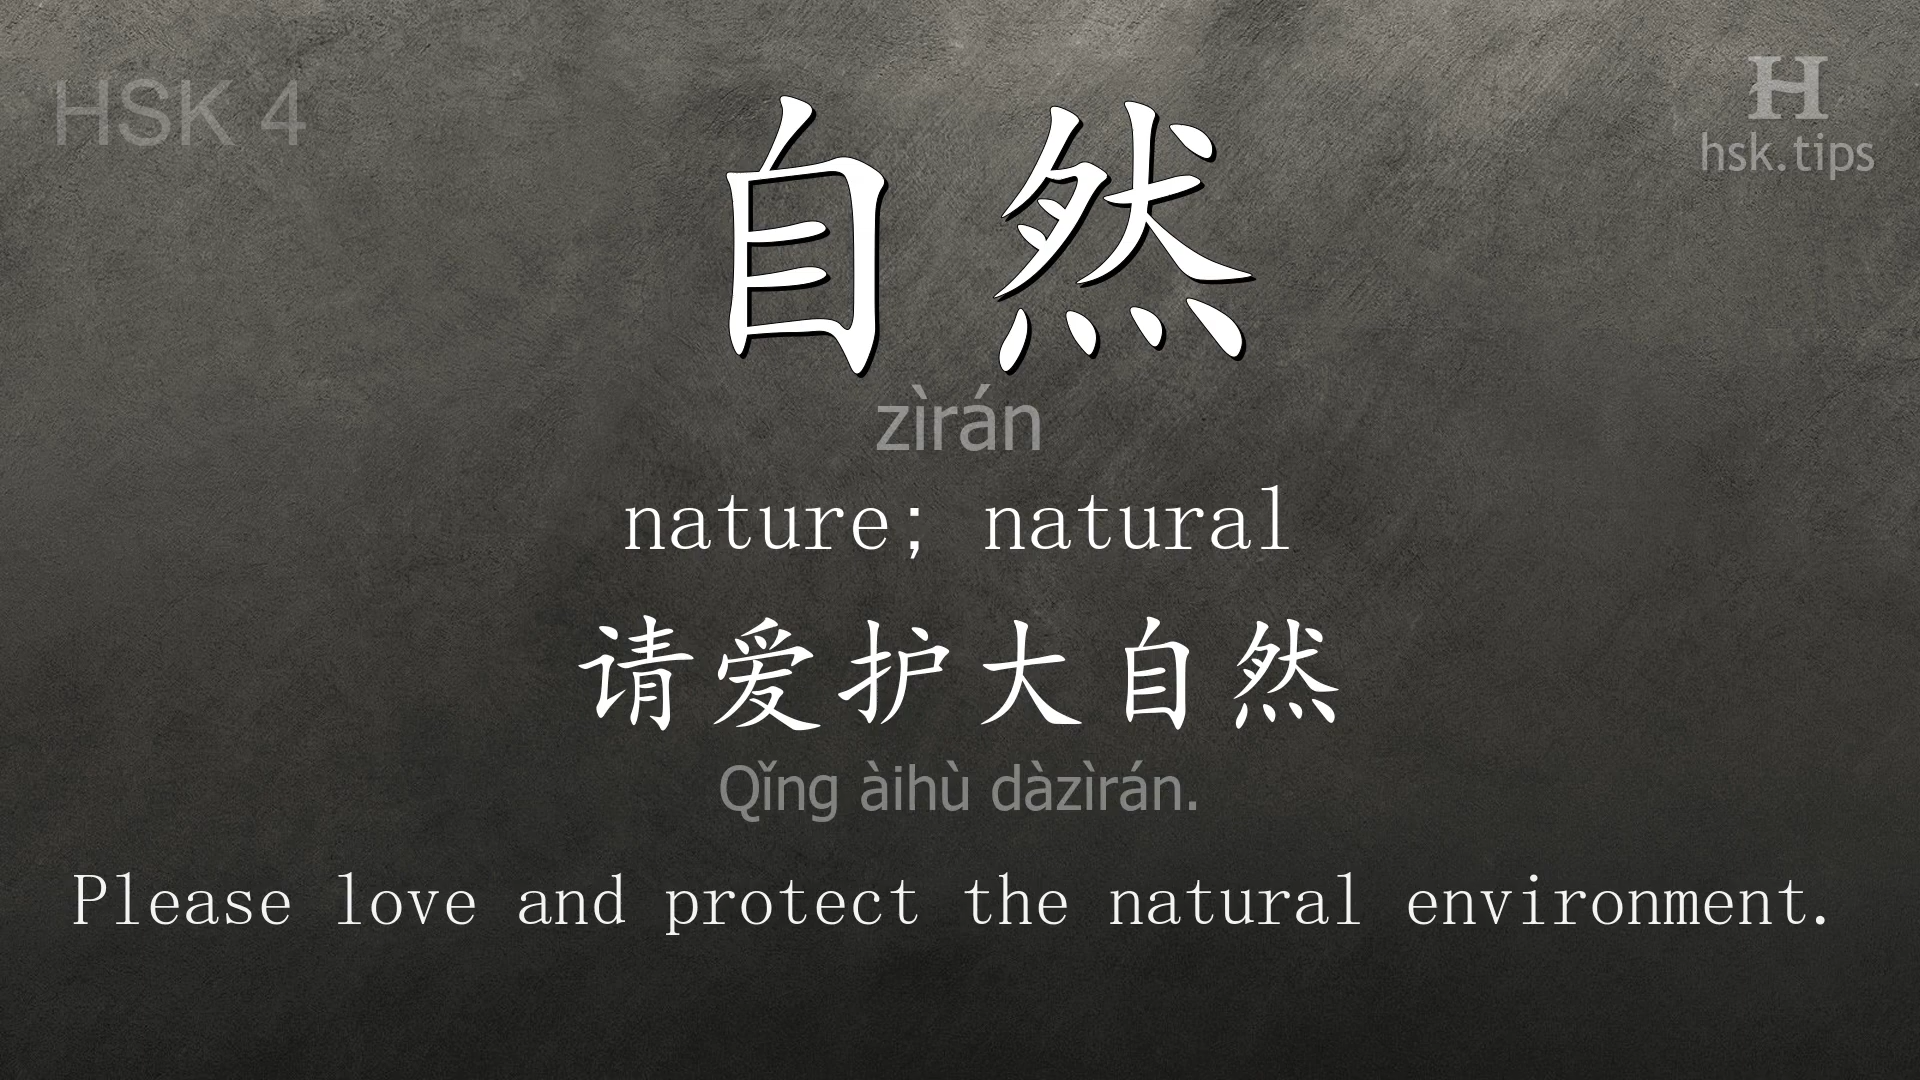 HSK 4
H
hsk.tips
自然
zìrán
nature; natural
请爱护大自然
Qǐng àihù dàzìrán.
Please love and protect the natural environment.